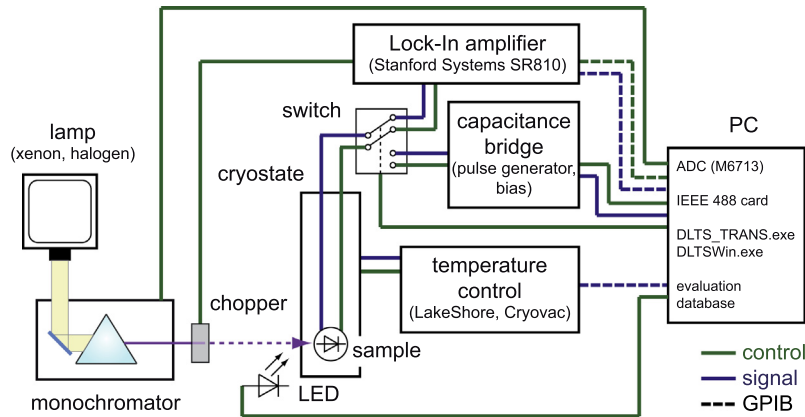 Lock-In amplifier
(Stanford Systems SR810)
switch
lamp
(xenon, halogen)
capacitance
bridge
(pulse generator,
bias)
PC
ADC (M6713)
IEEE 488 card
DLTS_TRANS.exe
DLTSWin.exe
evaluation
database
cryostate
temperature
control
(LakeShore, Cryovac)
chopper
sample
LED
monochromator
control
signal
GPIB